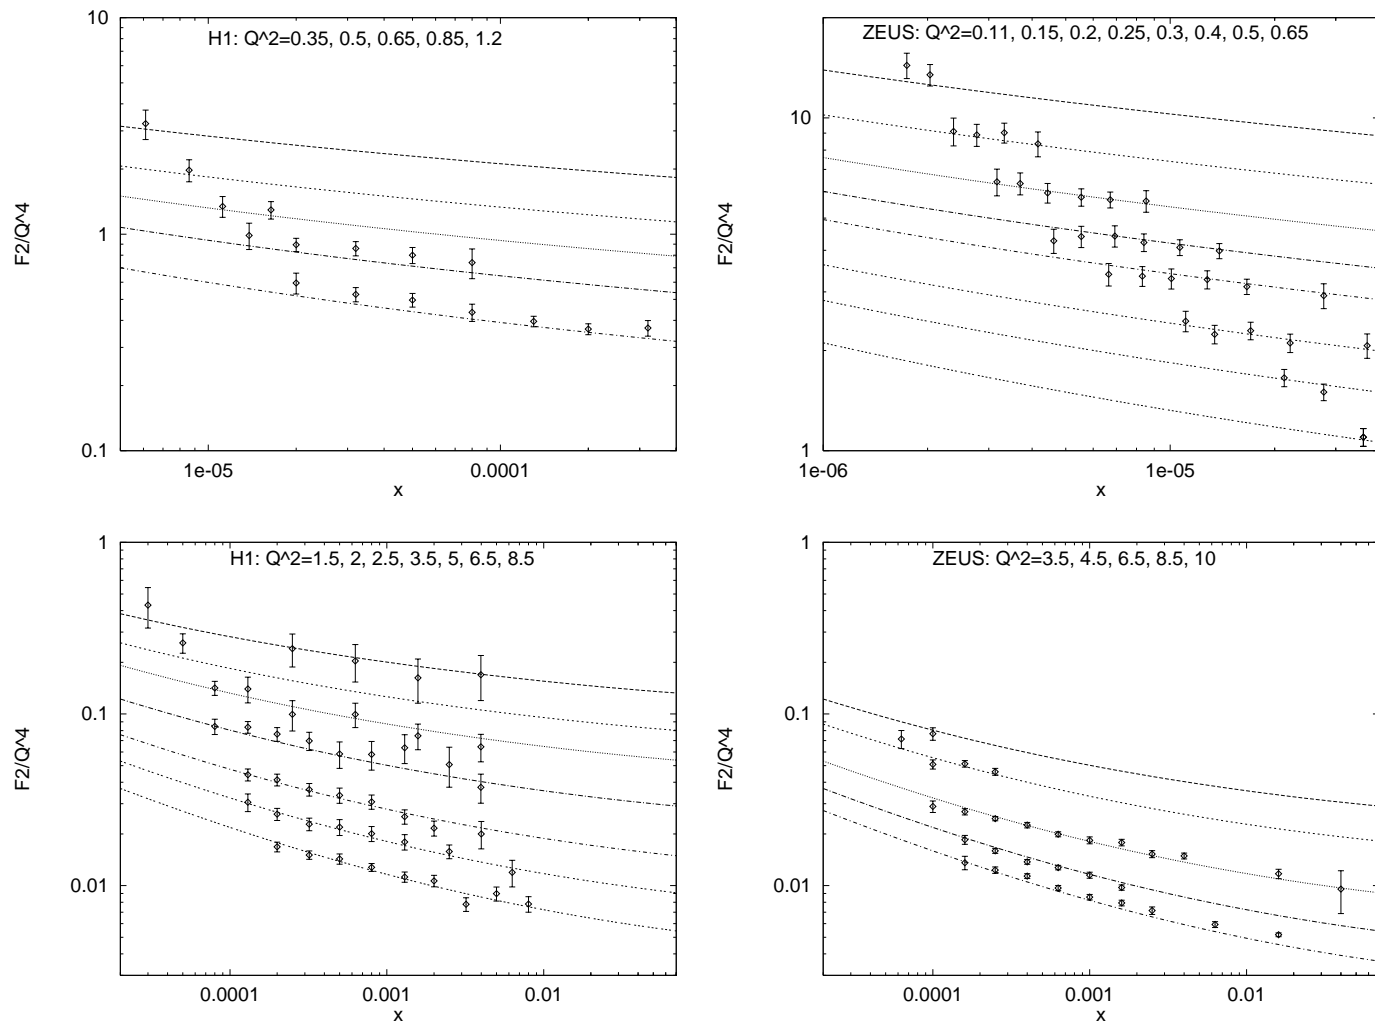 10
H1: Q^2=0.35, 0.5, 0.65, 0.85, 1.2
F2/Q^4
1
0.1
1e-05
0.0001
x
ZEUS: Q^2=0.11, 0.15, 0.2, 0.25, 0.3, 0.4, 0.5, 0.65
10
F2/Q^4
1
1e-06
1e-05
x
1
H1: Q^2=1.5, 2, 2.5, 3.5, 5, 6.5, 8.5
0.1
F2/Q^4
0.01
0.0001
0.001
0.01
x
1
ZEUS: Q^2=3.5, 4.5, 6.5, 8.5, 10
0.1
F2/Q^4
0.01
0.0001
0.001
0.01
x